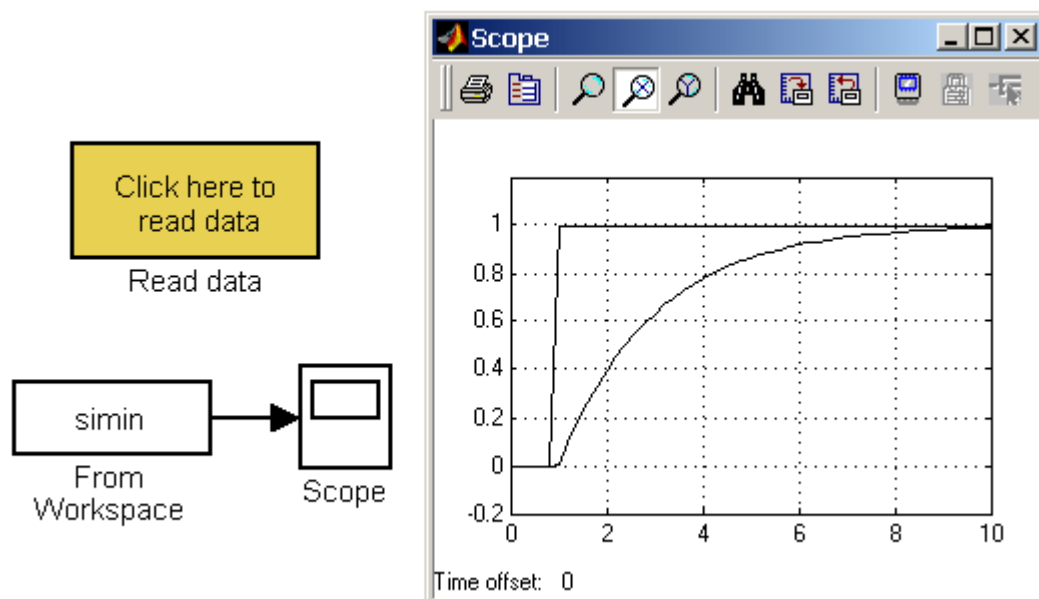 Click here to
read data
Read data
simin
From
Workspace
Scope
Scope
1
0.8
0.6
0.4
0.2
0
-0.2
0 2 4 6 8 10
Time offset: 0